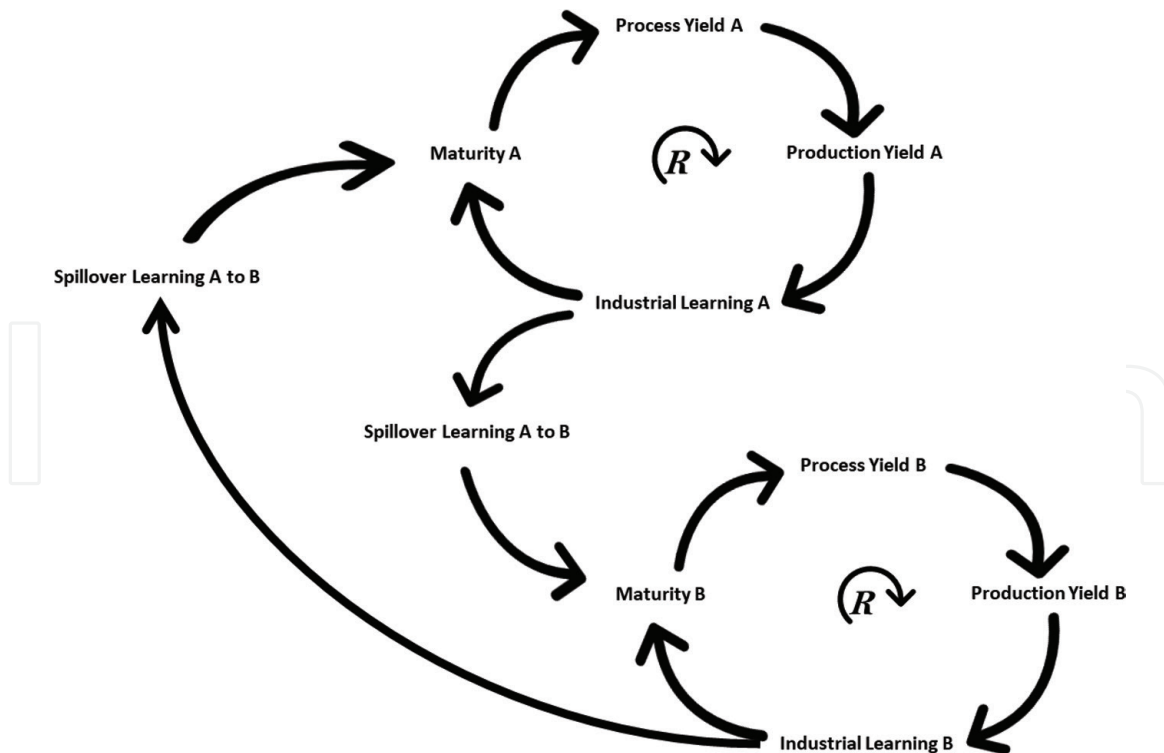 Process Yield A
Maturity A
R
Production Yield A
Spillover Learning A to B
Industrial Learning A
Spillover Learning A to B
Process Yield B
Maturity B
R
Production Yield B
Industrial Learning B